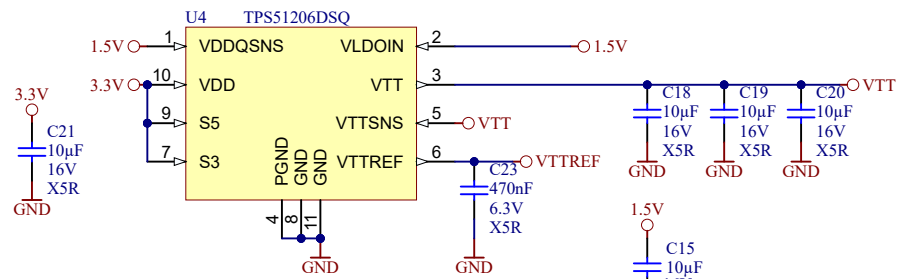 U4 TPS51206DSQ
1.5V 1 VDDQSNS VLDOIN 2 1.5V
3.3V 10 VDD VTT 3 VTT
9 S5 VTTSNS 5 VTT
7 S3 VTTREF 6 VTTREF
PGND GND GND
4 8 11
GND
3.3V
C21
10µF
16V
X5R
GND
C23
470nF
6.3V
X5R
GND
C18
10µF
16V
X5R
GND
C19
10µF
16V
X5R
GND
C20
10µF
16V
X5R
GND
1.5V
C15
10µF